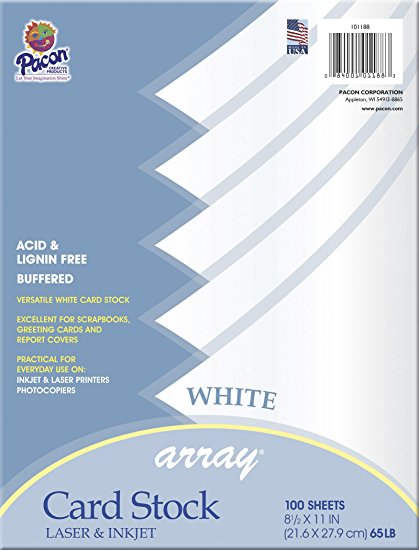 Pacon
CREATIVE PRODUCTS
Let Your Imagination Shine
USA
101188
PACON CORPORATION
Appleton, WI 54913-8865
www.pacon.com
ACID &
LIGNIN FREE
BUFFERED
VERSATILE WHITE CARD STOCK
EXCELLENT FOR SCRAPBOOKS,
GREETING CARDS AND
REPORT COVERS
PRACTICAL FOR
EVERYDAY USE ON:
INKJET & LASER PRINTERS
PHOTOCOPIERS
WHITE
array®
Card Stock
LASER & INKJET
100 SHEETS
8½ X 11 IN
(21.6 X 27.9 cm) 65LB